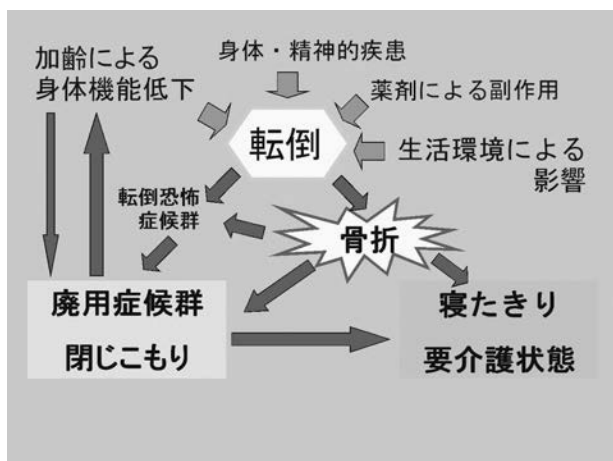 加齢による
身体機能低下
身体・精神的疾患
薬剤による副作用
転倒
生活環境による
影響
転倒恐怖
症候群
骨折
廃用症候群
閉じこもり
寝たきり
要介護状態